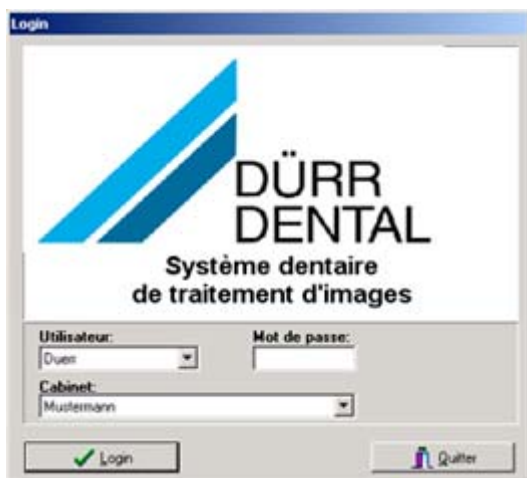 Login
DÜRR
DENTAL
Système dentaire
de traitement d'images
Utilisateur: Mot de passe:
Duerr
Cabinet:
Mustermann
Login Quitter